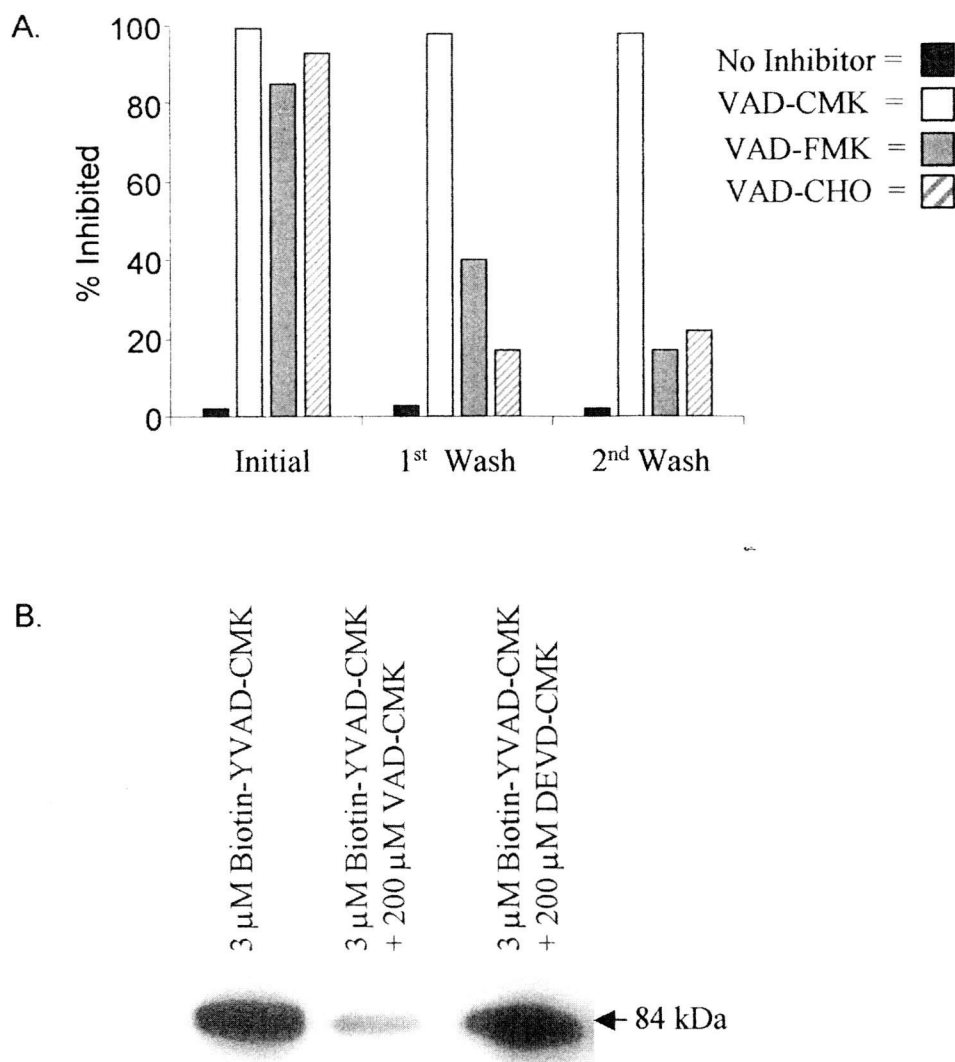 A.
% Inhibited
100
80
60
40
20
0
Initial
1st Wash
2nd Wash
No Inhibitor =
VAD-CMK =
VAD-FMK =
VAD-CHO =
B.
3 µM Biotin-YVAD-CMK
3 µM Biotin-YVAD-CMK
+ 200 µM VAD-CMK
3 µM Biotin-YVAD-CMK
+ 200 µM DEVD-CMK
84 kDa